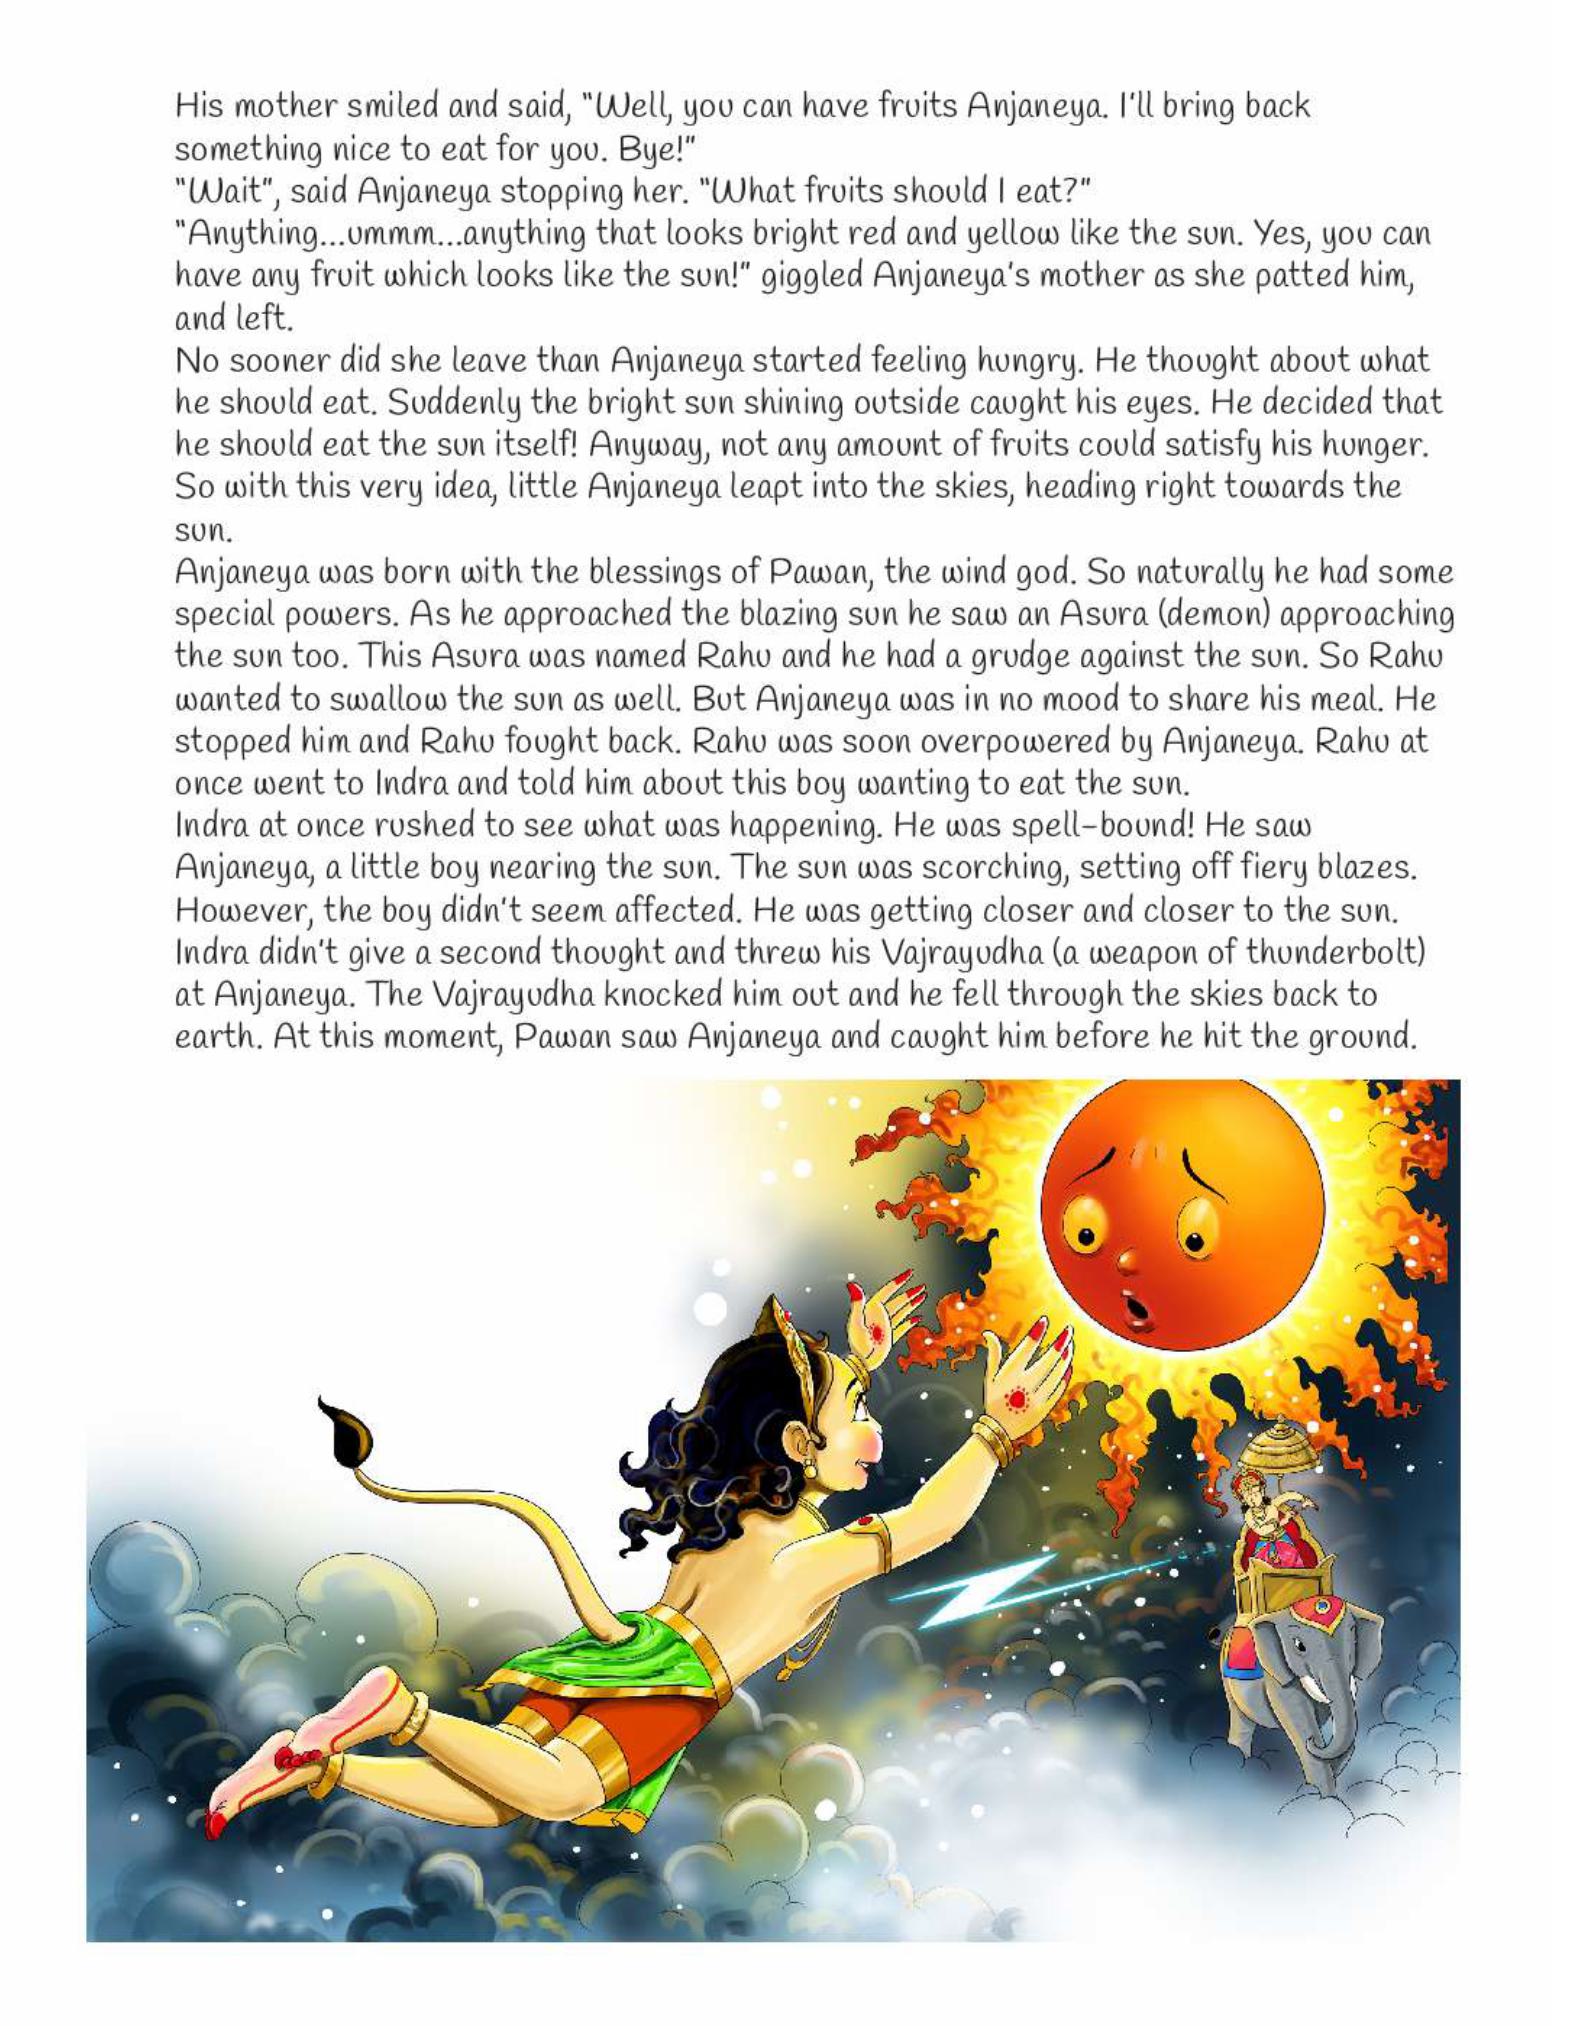 His mother smiled and said, "Well, you can have fruits Anjaneya. I'll bring back
something nice to eat for you. Bye!"
"Wait", said Anjaneya stopping her. "What fruits should I eat?"
"Anything...ummm...anything that looks bright red and yellow like the sun. Yes, you can
have any fruit which looks like the sun!" giggled Anjaneya's mother as she patted him,
and left.
No sooner did she leave than Anjaneya started feeling hungry. He thought about what
he should eat. Suddenly the bright sun shining outside caught his eyes. He decided that
he should eat the sun itself! Anyway, not any amount of fruits could satisfy his hunger.
So with this very idea, little Anjaneya leapt into the skies, heading right towards the
sun.
Anjaneya was born with the blessings of Pawan, the wind god. So naturally he had some
special powers. As he approached the blazing sun he saw an Asura (demon) approaching
the sun too. This Asura was named Rahu and he had a grudge against the sun. So Rahu
wanted to swallow the sun as well. But Anjaneya was in no mood to share his meal. He
stopped him and Rahu fought back. Rahu was soon overpowered by Anjaneya. Rahu at
once went to Indra and told him about this boy wanting to eat the sun.
Indra at once rushed to see what was happening. He was spell-bound! He saw
Anjaneya, a little boy nearing the sun. The sun was scorching, setting off fiery blazes.
However, the boy didn't seem affected. He was getting closer and closer to the sun.
Indra didn't give a second thought and threw his Vajrayudha (a weapon of thunderbolt)
at Anjaneya. The Vajrayudha knocked him out and he fell through the skies back to
earth. At this moment, Pawan saw Anjaneya and caught him before he hit the ground.